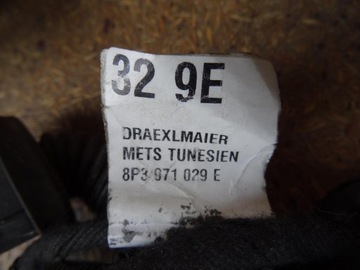 32 9E
DRAEXLMAIER
METS TUNESIEN
8P3 971 029 E